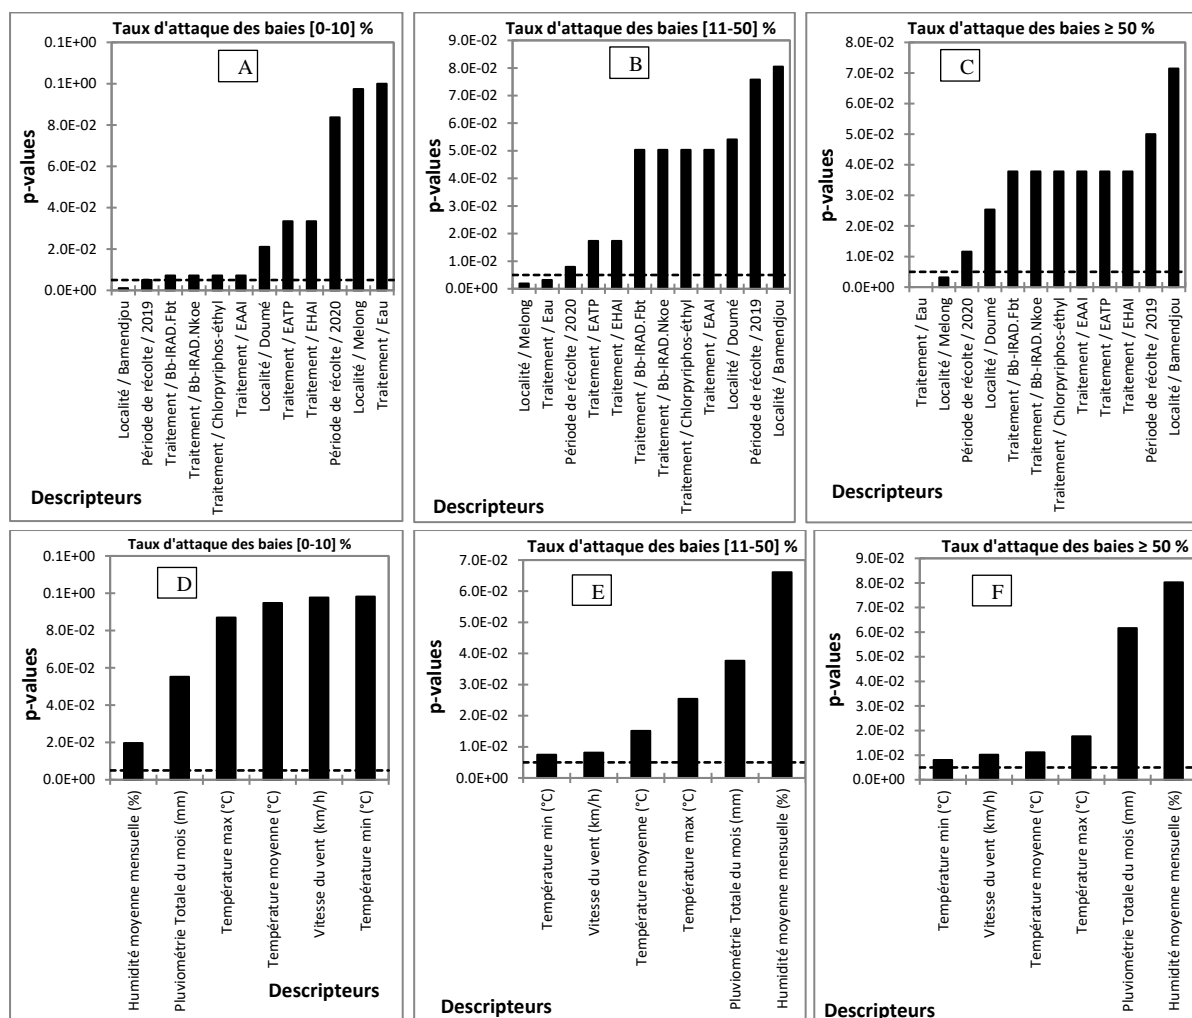 Taux d'attaque des baies [0-10] %
A
p-values
0.1E+00
0.1E+00
8.0E-02
6.0E-02
4.0E-02
2.0E-02
0.0E+00
Localité / Bamendjou
Période de récolte / 2019
Traitement / Bb-IRAD.Fbt
Traitement / Bb-IRAD.Nkoe
Traitement / Chlorpyriphos-éthyl
Traitement / EAAI
Localité / Doumé
Traitement / EATP
Traitement / EHAI
Période de récolte / 2020
Localité / Melong
Traitement / Eau
Descripteurs
Taux d'attaque des baies [11-50] %
B
p-values
9.0E-02
8.0E-02
7.0E-02
6.0E-02
5.0E-02
4.0E-02
3.0E-02
2.0E-02
1.0E-02
0.0E+00
Localité / Melong
Traitement / Eau
Période de récolte / 2020
Traitement / EATP
Traitement / EHAI
Traitement / Bb-IRAD.Fbt
Traitement / Bb-IRAD.Nkoe
Traitement / Chlorpyriphos-éthyl
Traitement / EAAI
Localité / Doumé
Période de récolte / 2019
Localité / Bamendjou
Descripteurs
Taux d'attaque des baies ≥ 50 %
C
p-values
8.0E-02
7.0E-02
6.0E-02
5.0E-02
4.0E-02
3.0E-02
2.0E-02
1.0E-02
0.0E+00
Traitement / Eau
Localité / Melong
Période de récolte / 2020
Localité / Doumé
Traitement / Bb-IRAD.Fbt
Traitement / Bb-IRAD.Nkoe
Traitement / Chlorpyriphos-éthyl
Traitement / EAAI
Traitement / EATP
Traitement / EHAI
Période de récolte / 2019
Localité / Bamendjou
Descripteurs
Taux d'attaque des baies [0-10] %
D
p-values
0.1E+00
0.1E+00
8.0E-02
6.0E-02
4.0E-02
2.0E-02
0.0E+00
Humidité moyenne mensuelle (%)
Pluviométrie Totale du mois (mm)
Température max (°C)
Température moyenne (°C)
Vitesse du vent (km/h)
Température min (°C)
Descripteurs
Taux d'attaque des baies [11-50] %
E
p-values
7.0E-02
6.0E-02
5.0E-02
4.0E-02
3.0E-02
2.0E-02
1.0E-02
0.0E+00
Température min (°C)
Vitesse du vent (km/h)
Température moyenne (°C)
Température max (°C)
Pluviométrie Totale du mois (mm)
Humidité moyenne mensuelle (%)
Descripteurs
Taux d'attaque des baies ≥ 50 %
F
p-values
9.0E-02
8.0E-02
7.0E-02
6.0E-02
5.0E-02
4.0E-02
3.0E-02
2.0E-02
1.0E-02
0.0E+00
Température min (°C)
Vitesse du vent (km/h)
Température moyenne (°C)
Température max (°C)
Pluviométrie Totale du mois (mm)
Humidité moyenne mensuelle (%)
Descripteurs